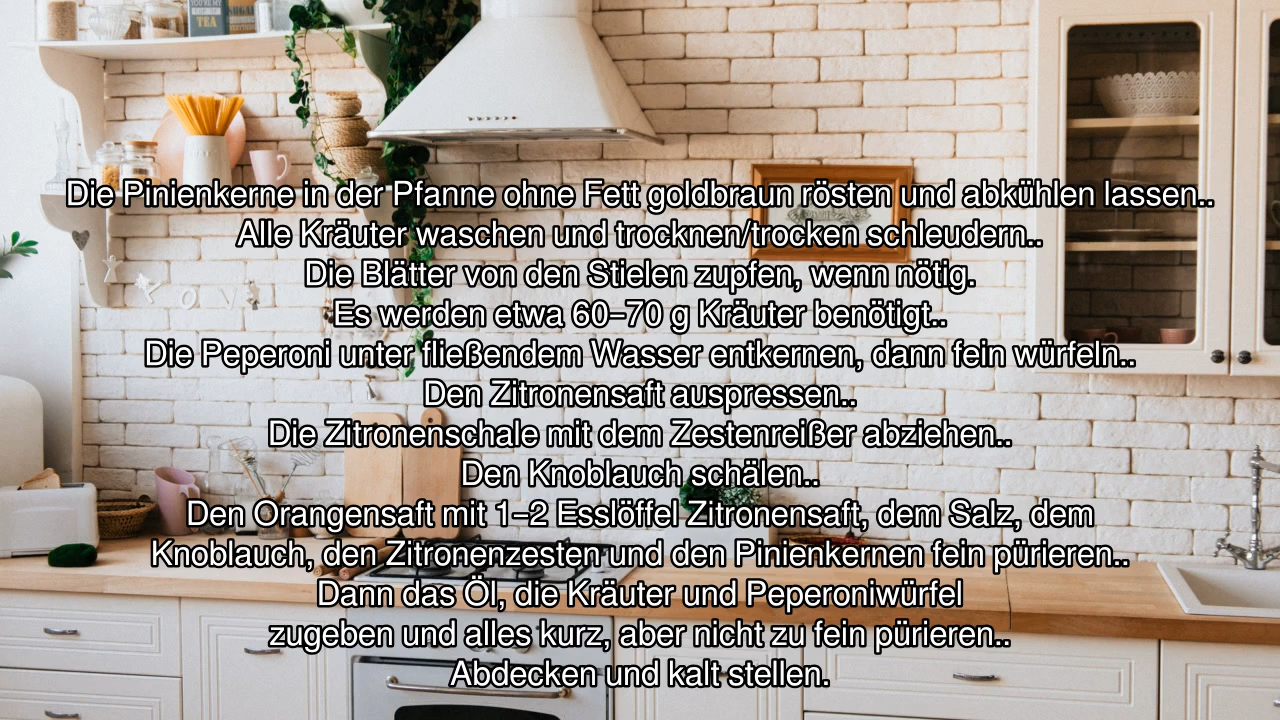 Die Pinienkerne in der Pfanne ohne Fett goldbraun rösten und abkühlen lassen..
Alle Kräuter waschen und trocknen/trocken schleudern..
Die Blätter von den Stielen zupfen, wenn nötig.
Es werden etwa 60–70 g Kräuter benötigt..
Die Peperoni unter fließendem Wasser entkernen, dann fein würfeln..
Den Zitronensaft auspressen..
Die Zitronenschale mit dem Zestenreißer abziehen..
Den Knoblauch schälen..
Den Orangensaft mit 1–2 Esslöffel Zitronensaft, dem Salz, dem
Knoblauch, den Zitronenzesten und den Pinienkernen fein pürieren..
Dann das Öl, die Kräuter und Peperoniwürfel
zugeben und alles kurz, aber nicht zu fein pürieren..
Abdecken und kalt stellen.